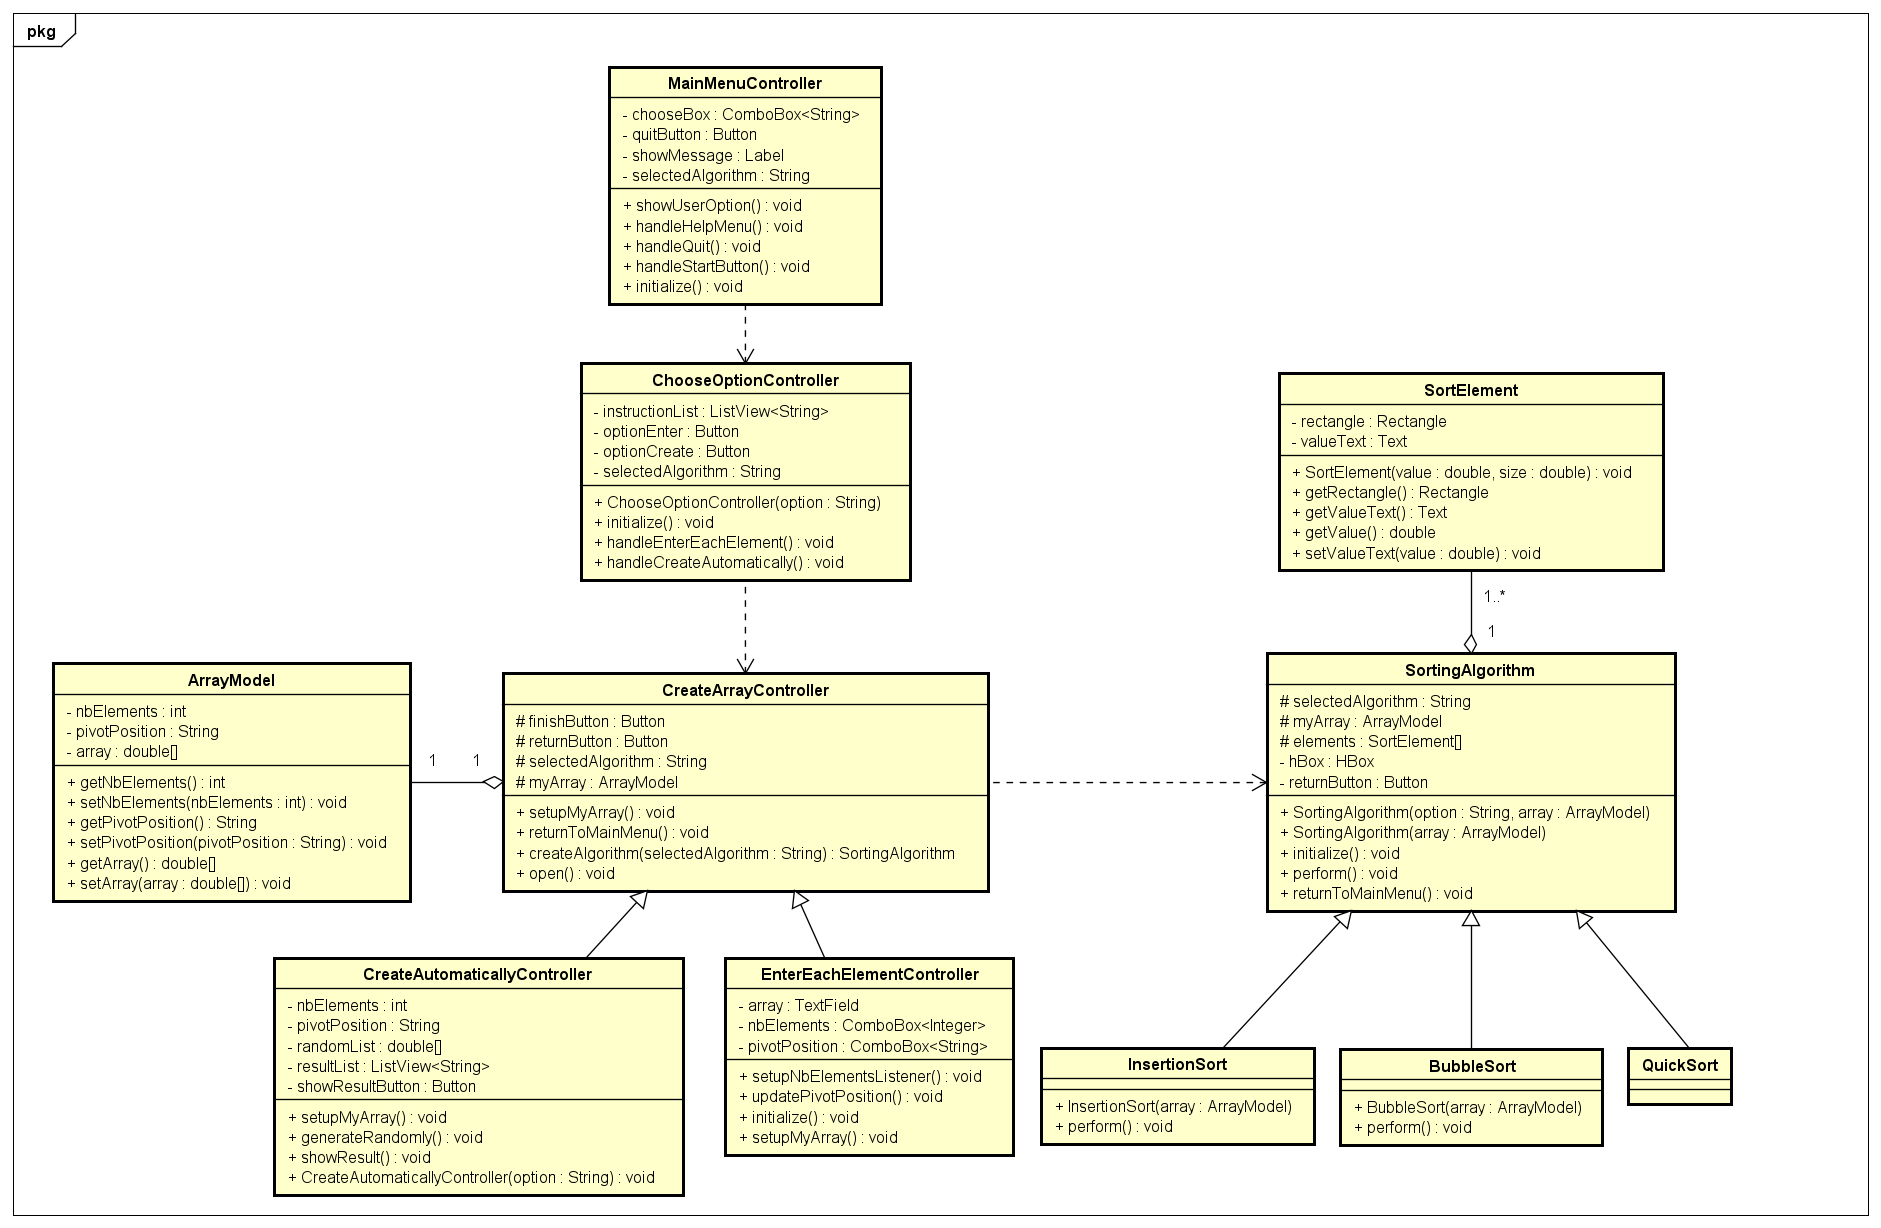 pkg
MainMenuController
- chooseBox : ComboBox<String>
- quitButton : Button
- showMessage : Label
- selectedAlgorithm : String
+ showUserOption() : void
+ handleHelpMenu() : void
+ handleQuit() : void
+ handleStartButton() : void
+ initialize() : void
ChooseOptionController
- instructionList : ListView<String>
- optionEnter : Button
- optionCreate : Button
- selectedAlgorithm : String
+ ChooseOptionController(option : String)
+ initialize() : void
+ handleEnterEachElement() : void
+ handleCreateAutomatically() : void
SortElement
- rectangle : Rectangle
- valueText : Text
+ SortElement(value : double, size : double) : void
+ getRectangle() : Rectangle
+ getValueText() : Text
+ getValue() : double
+ setValueText(value : double) : void
1..*
1
ArrayModel
- nbElements : int
- pivotPosition : String
- array : double[]
+ getNbElements() : int
+ setNbElements(nbElements : int) : void
+ getPivotPosition() : String
+ setPivotPosition(pivotPosition : String) : void
+ getArray() : double[]
+ setArray(array : double[]) : void
1
1
CreateArrayController
# finishButton : Button
# returnButton : Button
# selectedAlgorithm : String
# myArray : ArrayModel
+ setupMyArray() : void
+ returnToMainMenu() : void
+ createAlgorithm(selectedAlgorithm : String) : SortingAlgorithm
+ open() : void
SortingAlgorithm
# selectedAlgorithm : String
# myArray : ArrayModel
# elements : SortElement[]
- hBox : HBox
- returnButton : Button
+ SortingAlgorithm(option : String, array : ArrayModel)
+ SortingAlgorithm(array : ArrayModel)
+ initialize() : void
+ perform() : void
+ returnToMainMenu() : void
CreateAutomaticallyController
- nbElements : int
- pivotPosition : String
- randomList : double[]
- resultList : ListView<String>
- showResultButton : Button
+ setupMyArray() : void
+ generateRandomly() : void
+ showResult() : void
+ CreateAutomaticallyController(option : String) : void
EnterEachElementController
- array : TextField
- nbElements : ComboBox<Integer>
- pivotPosition : ComboBox<String>
+ setupNbElementsListener() : void
+ updatePivotPosition() : void
+ initialize() : void
+ setupMyArray() : void
InsertionSort
+ InsertionSort(array : ArrayModel)
+ perform() : void
BubbleSort
+ BubbleSort(array : ArrayModel)
+ perform() : void
QuickSort